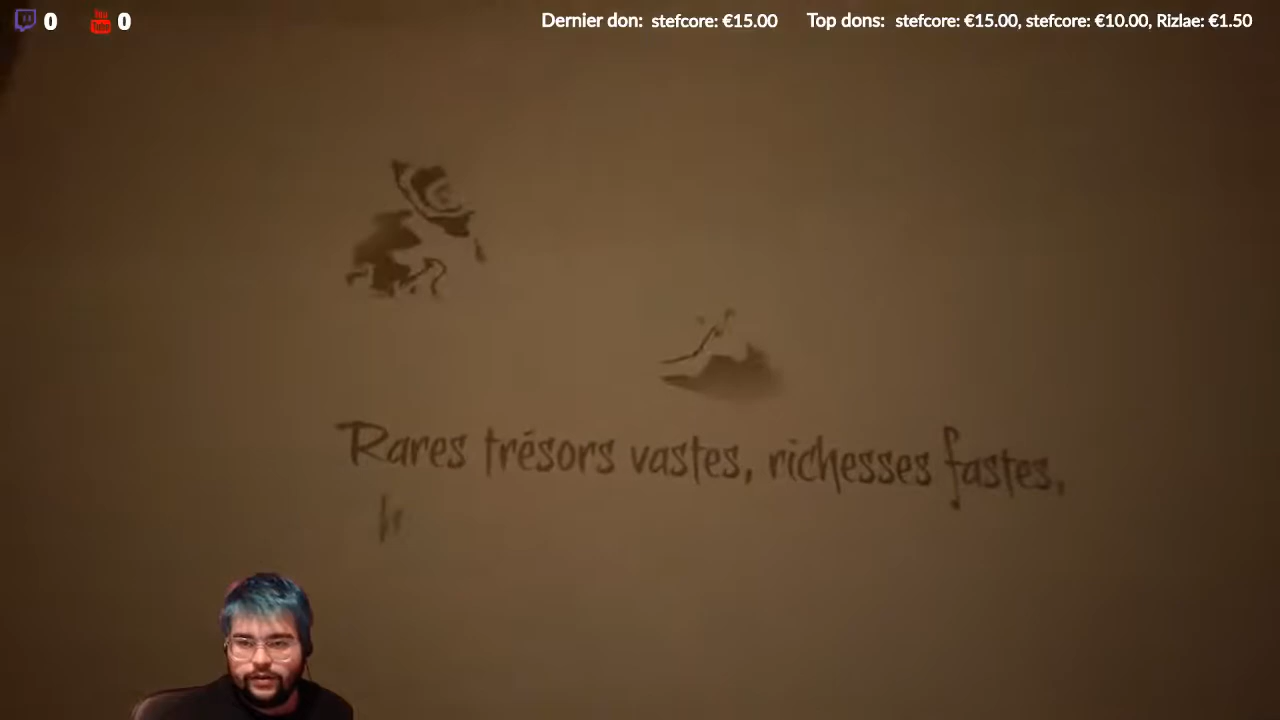 0 0 Dernier don: stefcore: €15.00 Top dons: stefcore: €15.00, stefcore: €10.00, Rizlae: €1.50
Rares trésors vastes, richesses fastes,